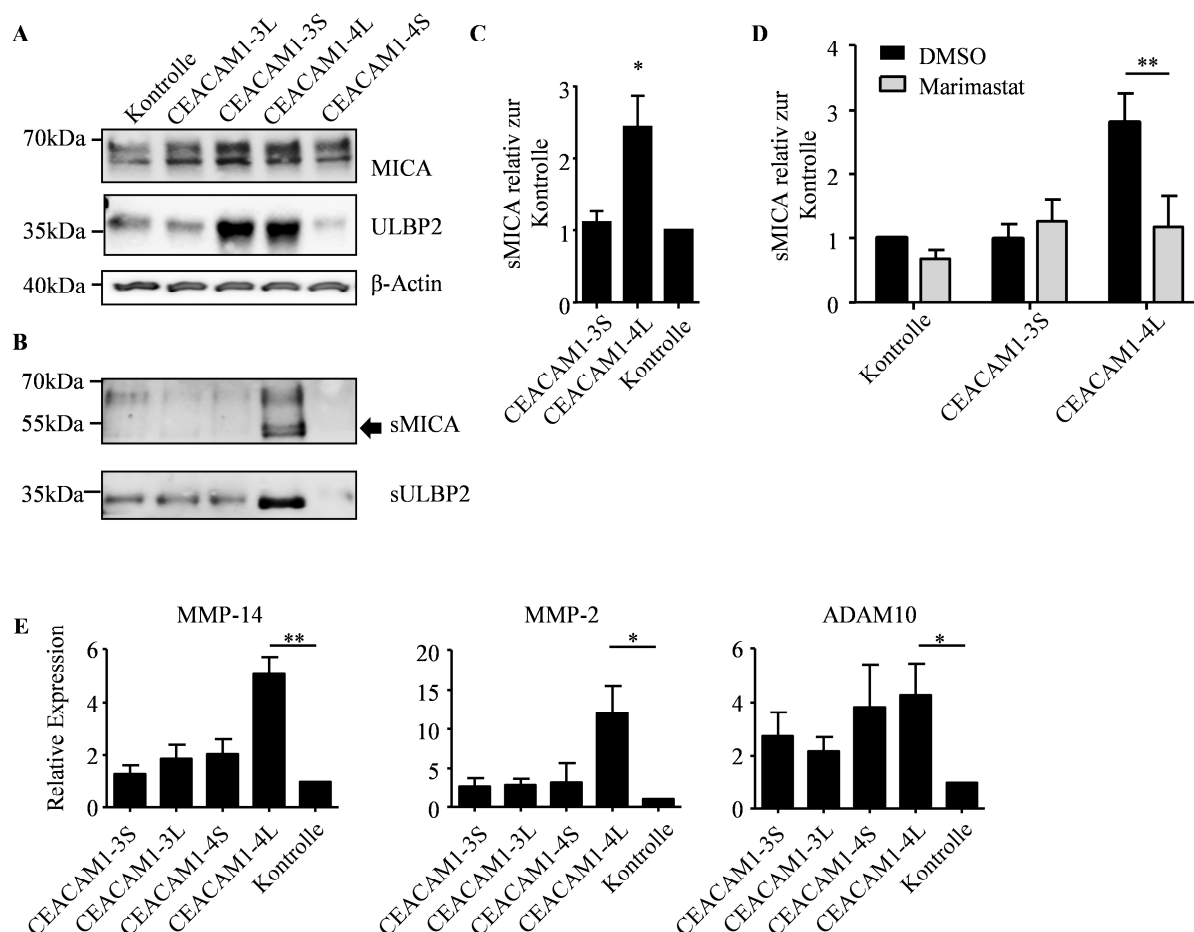 A
Kontrolle
CEACAM1-3L
CEACAM1-3S
CEACAM1-4L
CEACAM1-4S
70kDa
MICA
35kDa
ULBP2
40kDa
β-Actin
B
70kDa
55kDa
sMICA
35kDa
sULBP2
C
sMICA relativ zur
Kontrolle
3
2
1
0
*
CEACAM1-3S
CEACAM1-4L
Kontrolle
D
sMICA relativ zur
Kontrolle
4
3
2
1
0
DMSO
Marimastat
**
Kontrolle
CEACAM1-3S
CEACAM1-4L
E
MMP-14
Relative Expression
6
4
2
0
**
CEACAM1-3S
CEACAM1-3L
CEACAM1-4S
CEACAM1-4L
Kontrolle
MMP-2
20
15
10
5
0
*
CEACAM1-3S
CEACAM1-3L
CEACAM1-4S
CEACAM1-4L
Kontrolle
ADAM10
6
4
2
0
*
CEACAM1-3S
CEACAM1-3L
CEACAM1-4S
CEACAM1-4L
Kontrolle